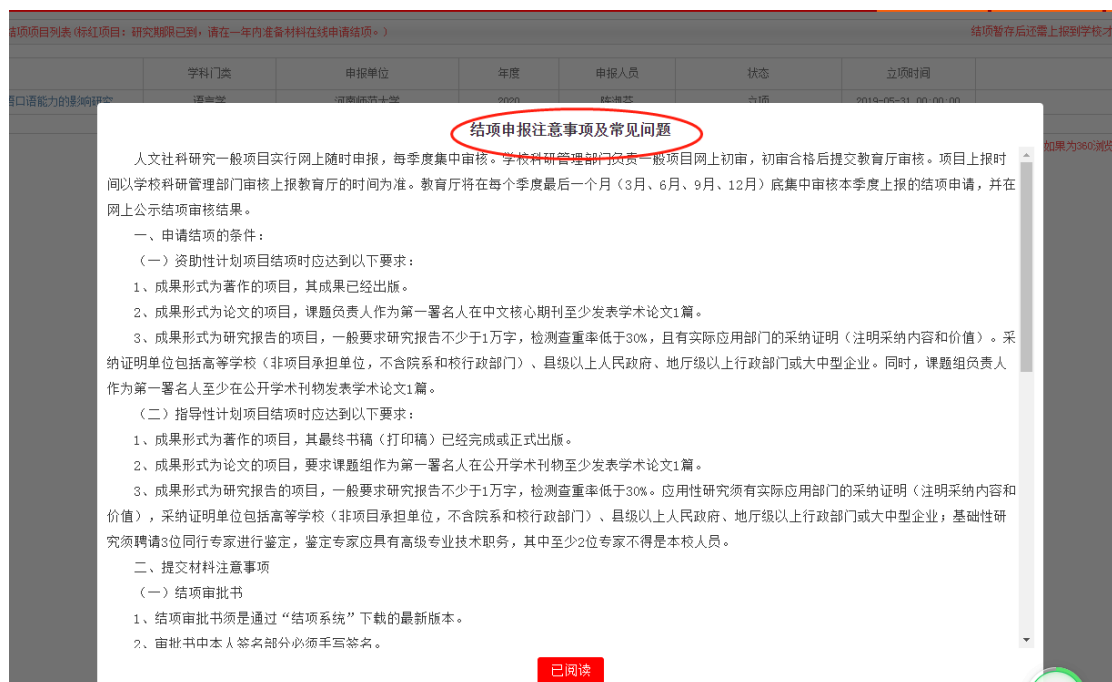 结项项目列表(标红项目：研究期限已到，请在一年内准备材料在线申请结项。)
结项暂存后还需上报到学校才
学科门类 申报单位 年度 申报人员 状态 立项时间
语口语能力的影响研究 语言学 河南师范大学 2020 立项 2019-05-31 00:00:00
如果为360浏览
结项申报注意事项及常见问题
人文社科研究一般项目实行网上随时申报，每季度集中审核。学校科研管理部门负责一般项目网上初审，初审合格后提交教育厅审核。项目上报时
间以学校科研管理部门审核上报教育厅的时间为准。教育厅将在每个季度最后一个月（3月、6月、9月、12月）底集中审核本季度上报的结项申请，并在
网上公示结项审核结果。
一、申请结项的条件：
（一）资助性计划项目结项时应达到以下要求：
1、成果形式为著作的项目，其成果已经出版。
2、成果形式为论文的项目，课题负责人作为第一署名人在中文核心期刊至少发表学术论文1篇。
3、成果形式为研究报告的项目，一般要求研究报告不少于1万字，检测查重率低于30%，且有实际应用部门的采纳证明（注明采纳内容和价值）。采
纳证明单位包括高等学校（非项目承担单位，不含院系和校行政部门）、县级以上人民政府、地厅级以上行政部门或大中型企业。同时，课题组负责人
作为第一署名人至少在公开学术刊物发表学术论文1篇。
（二）指导性计划项目结项时应达到以下要求：
1、成果形式为著作的项目，其最终书稿（打印稿）已经完成或正式出版。
2、成果形式为论文的项目，要求课题组作为第一署名人在公开学术刊物至少发表学术论文1篇。
3、成果形式为研究报告的项目，一般要求研究报告不少于1万字，检测查重率低于30%。应用性研究须有实际应用部门的采纳证明（注明采纳内容和
价值），采纳证明单位包括高等学校（非项目承担单位，不含院系和校行政部门）、县级以上人民政府、地厅级以上行政部门或大中型企业；基础性研
究须聘请3位同行专家进行鉴定，鉴定专家应具有高级专业技术职务，其中至少2位专家不得是本校人员。
二、提交材料注意事项
（一）结项审批书
1、结项审批书须是通过“结项系统”下载的最新版本。
2、审批书中本人签名部分必须手写签名。
已阅读